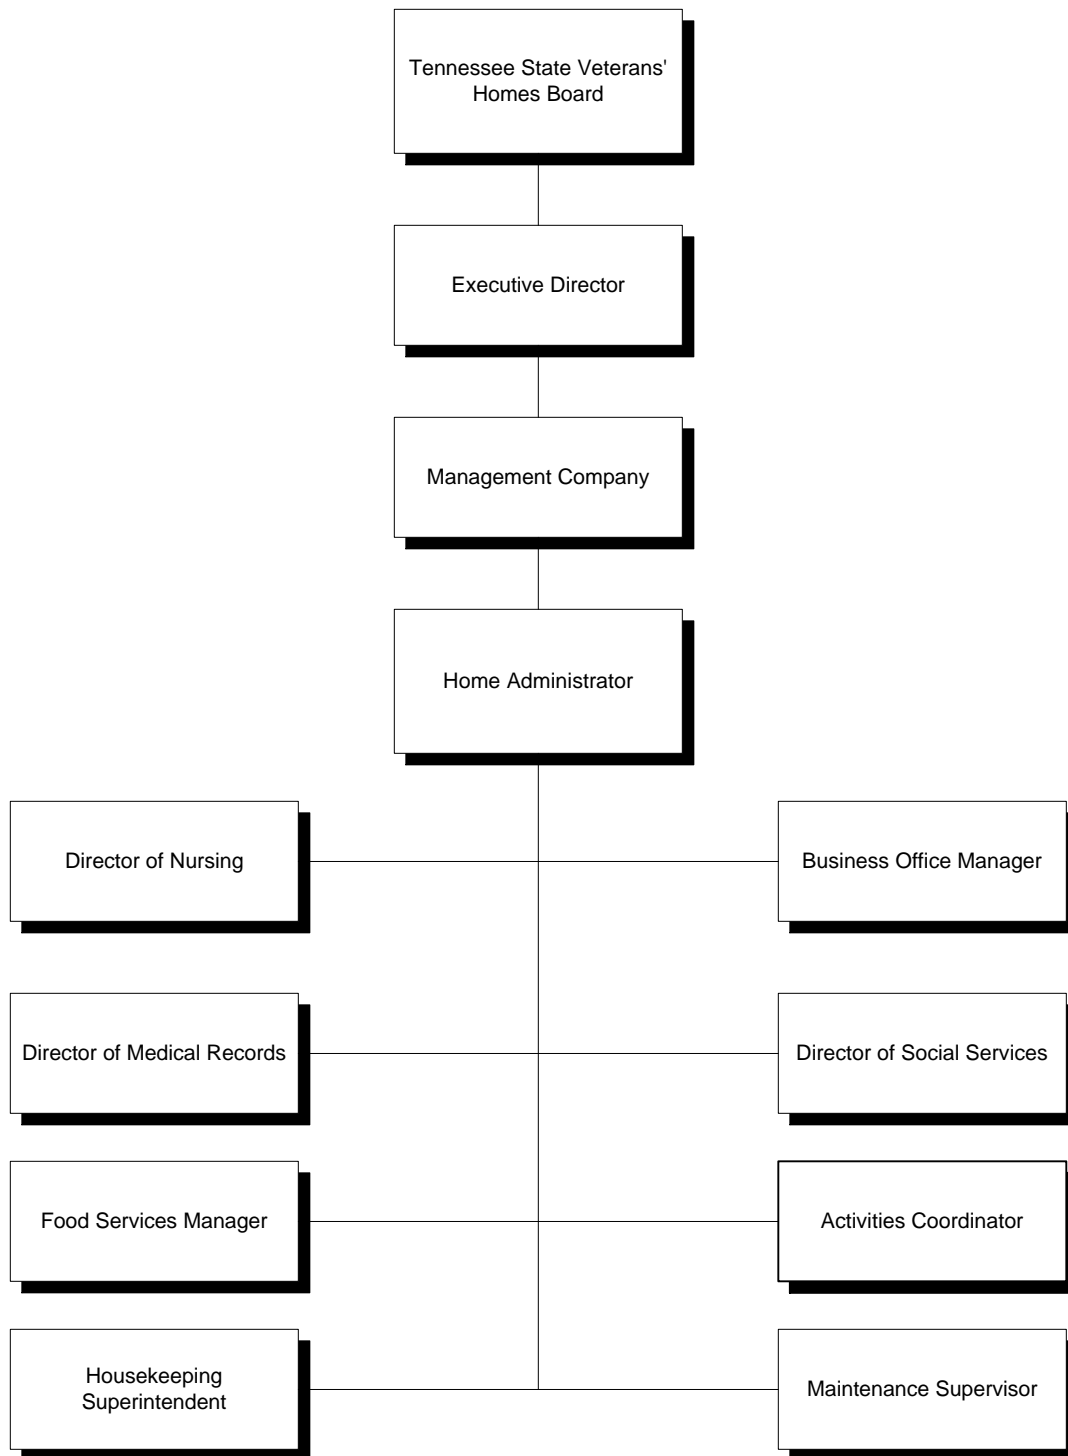 Tennessee State Veterans'
Homes Board
Executive Director
Management Company
Home Administrator
Director of Nursing
Business Office Manager
Director of Medical Records
Director of Social Services
Food Services Manager
Activities Coordinator
Housekeeping
Superintendent
Maintenance Supervisor